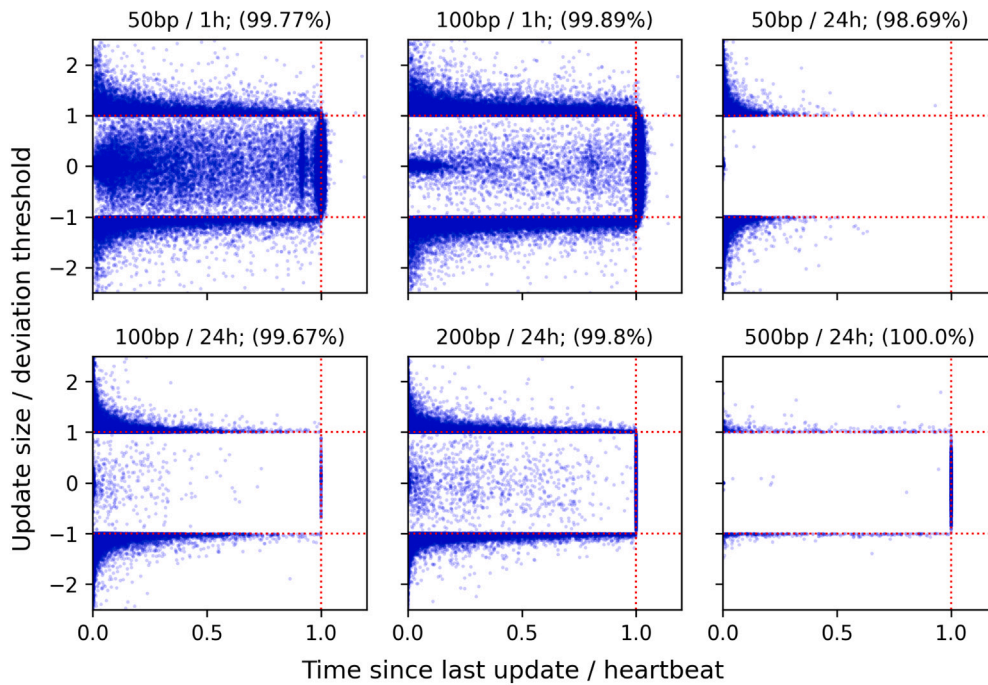 50bp / 1h; (99.77%)
100bp / 1h; (99.89%)
50bp / 24h; (98.69%)
2
1
0
−1
−2
100bp / 24h; (99.67%)
200bp / 24h; (99.8%)
500bp / 24h; (100.0%)
2
1
0
−1
−2
0.0 0.5 1.0
0.0 0.5 1.0
0.0 0.5 1.0
Update size / deviation threshold
Time since last update / heartbeat